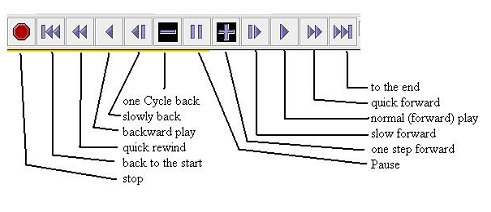 one Cycle back
slowly back
backward play
quick rewind
back to the start
stop
to the end
quick forward
normal (forward) play
slow forward
one step forward
Pause